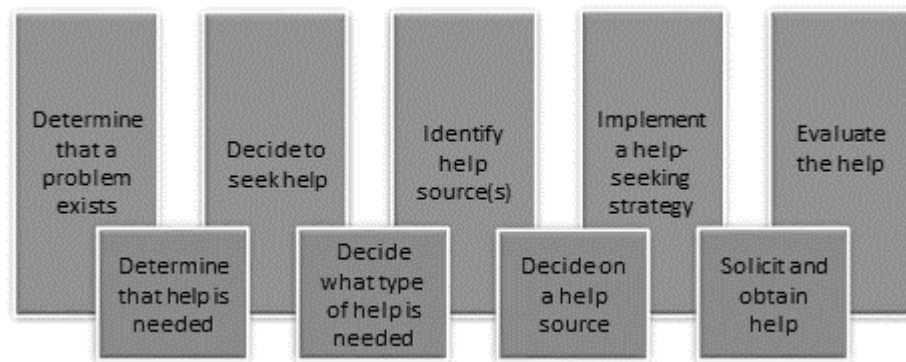 Determine
that a
problem
exists
Determine
that help is
needed
Decide to
seek help
Decide
what type
of help is
needed
Identify
help
source(s)
Decide on
a help
source
Implement
a help-
seeking
strategy
Solicit and
obtain
help
Evaluate
the help